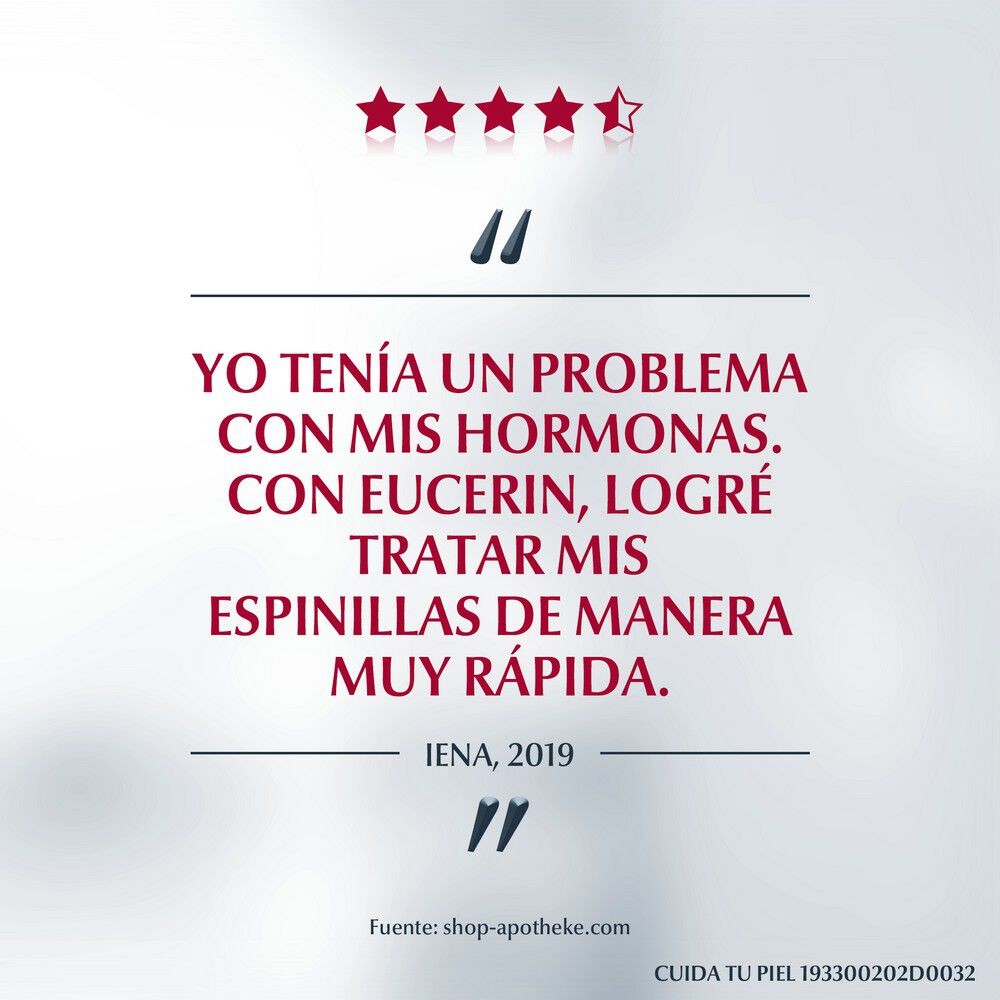 YO TENÍA UN PROBLEMA
CON MIS HORMONAS.
CON EUCERIN, LOGRÉ
TRATAR MIS
ESPINILLAS DE MANERA
MUY RÁPIDA.
IENA, 2019
Fuente: shop-apotheke.com
CUIDA TU PIEL 193300202D0032